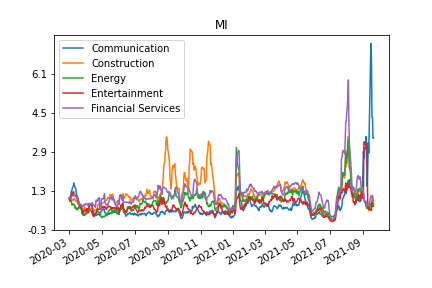 MI
Communication
Construction
Energy
Entertainment
Financial Services
6.1
4.5
2.9
1.3
-0.3
2020-03
2020-05
2020-07
2020-09
2020-11
2021-01
2021-03
2021-05
2021-07
2021-09